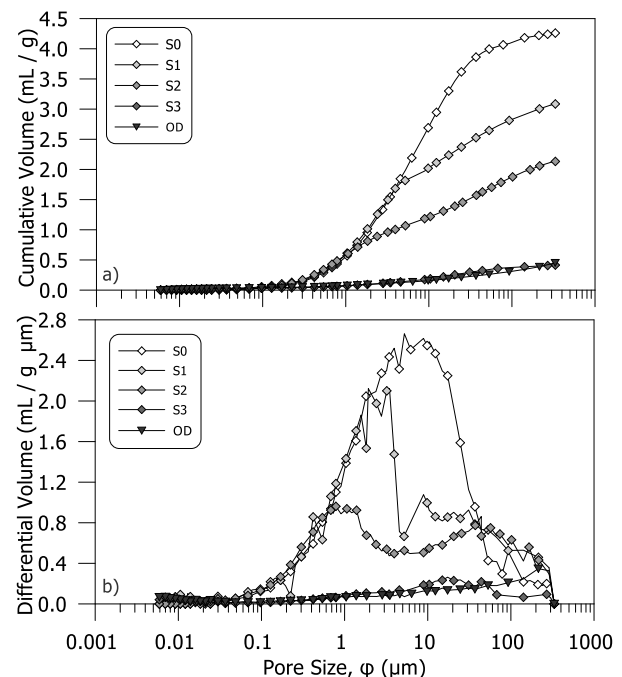 4.5
4.0
3.5
3.0
2.5
2.0
1.5
1.0
0.5
0.0
Cumulative Volume (mL / g)
S0
S1
S2
S3
OD
a)
2.8
2.4
2.0
1.6
1.2
0.8
0.4
0.0
Differential Volume (mL / g µm)
S0
S1
S2
S3
OD
b)
0.001 0.01 0.1 1 10 100 1000
Pore Size, φ (µm)